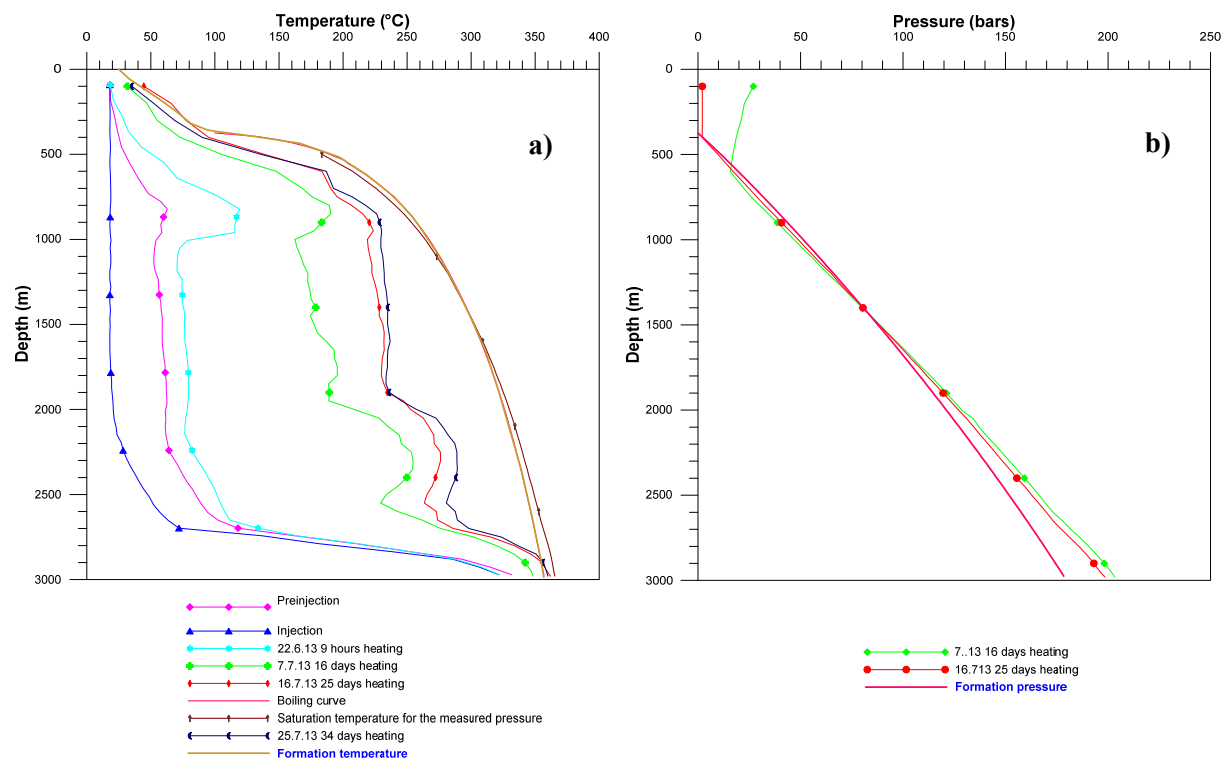 Temperature (°C)
0 50 100 150 200 250 300 350 400
0
500
1000
1500
2000
2500
3000
Depth (m)
a)
Preinjection
Injection
22.6.13 9 hours heating
7.7.13 16 days heating
16.7.13 25 days heating
Boiling curve
Saturation temperature for the measured pressure
25.7.13 34 days heating
Formation temperature
Pressure (bars)
0 50 100 150 200 250
0
500
1000
1500
2000
2500
3000
Depth (m)
b)
7..13 16 days heating
16.713 25 days heating
Formation pressure